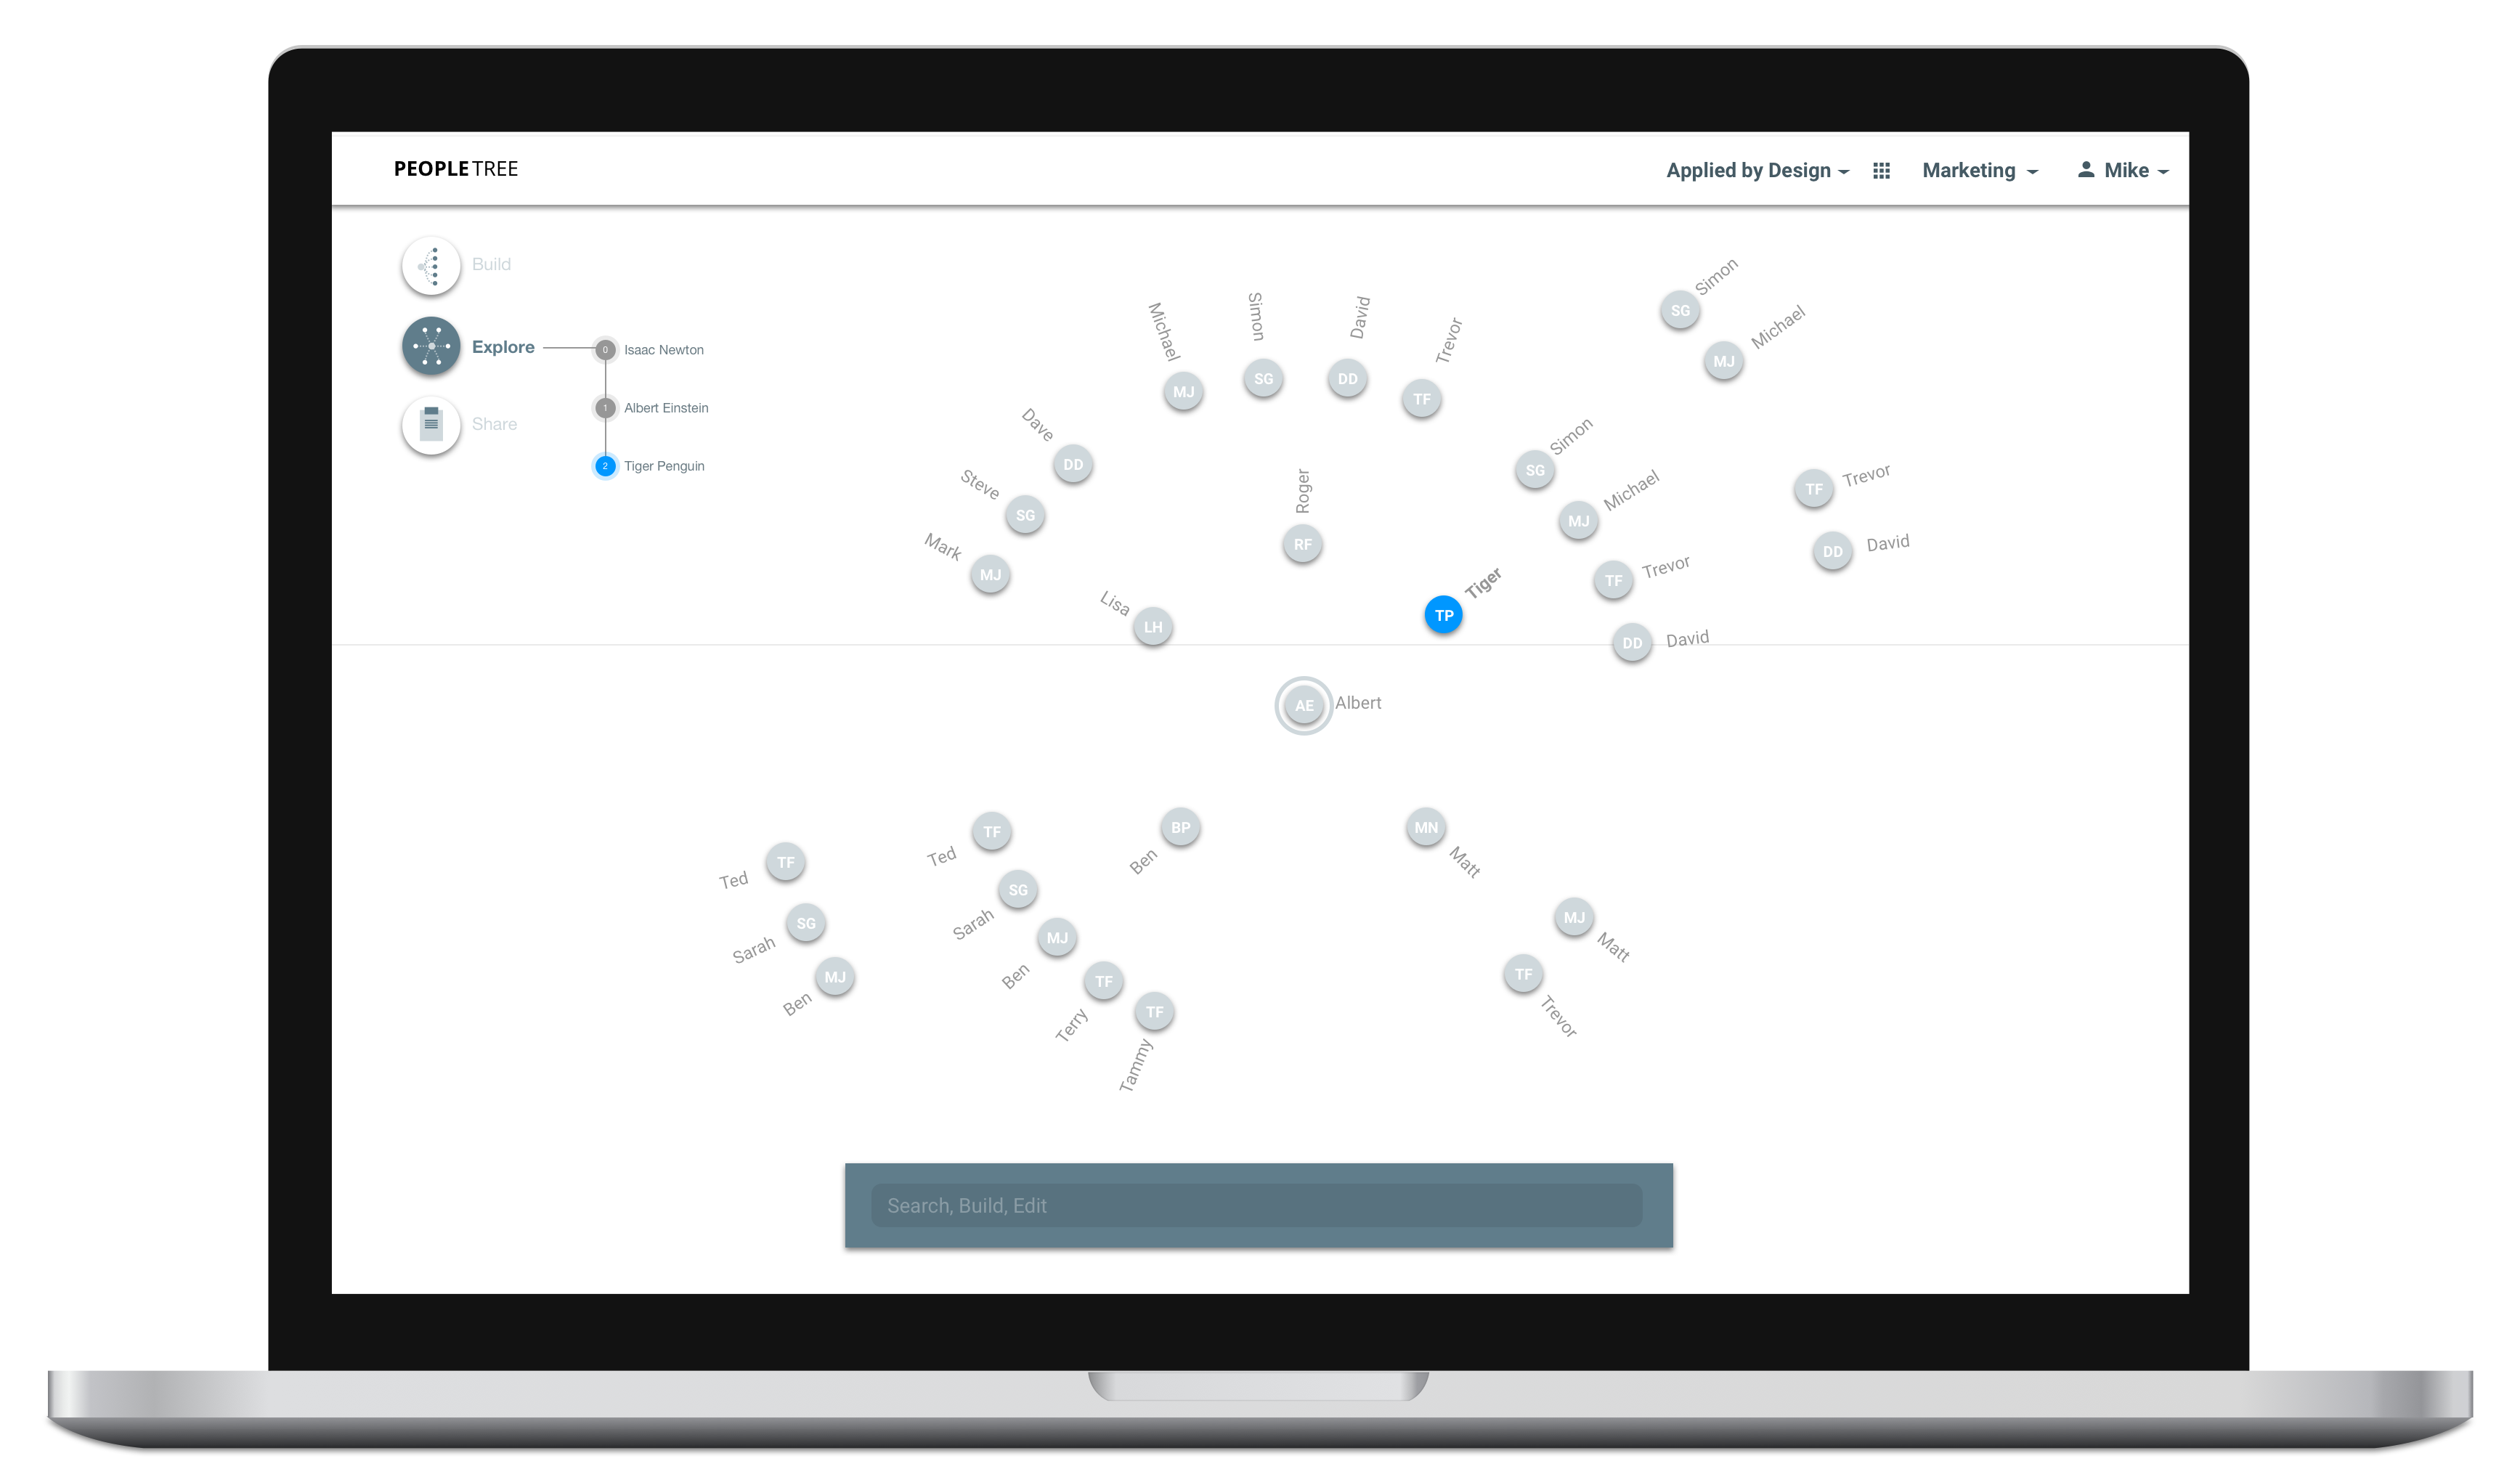 PEOPLETREE
Applied by Design
Marketing
Mike
Build
Explore
Share
0 Isaac Newton
1 Albert Einstein
2 Tiger Penguin
SG Simon
MJ Michael
MJ Michael
SG Simon
DD David
TF Trevor
DD Dave
SG Steve
MJ Mark
RF Roger
SG Simon
MJ Michael
TF Trevor
DD David
TF Trevor
DD David
LH Lisa
TP Tiger
AE Albert
TF Ted
SG Sarah
MJ Ben
TF Ted
SG Sarah
MJ Ben
TF Terry
TF Tammy
BP Ben
MN Matt
MJ Matt
TF Trevor
Search, Build, Edit